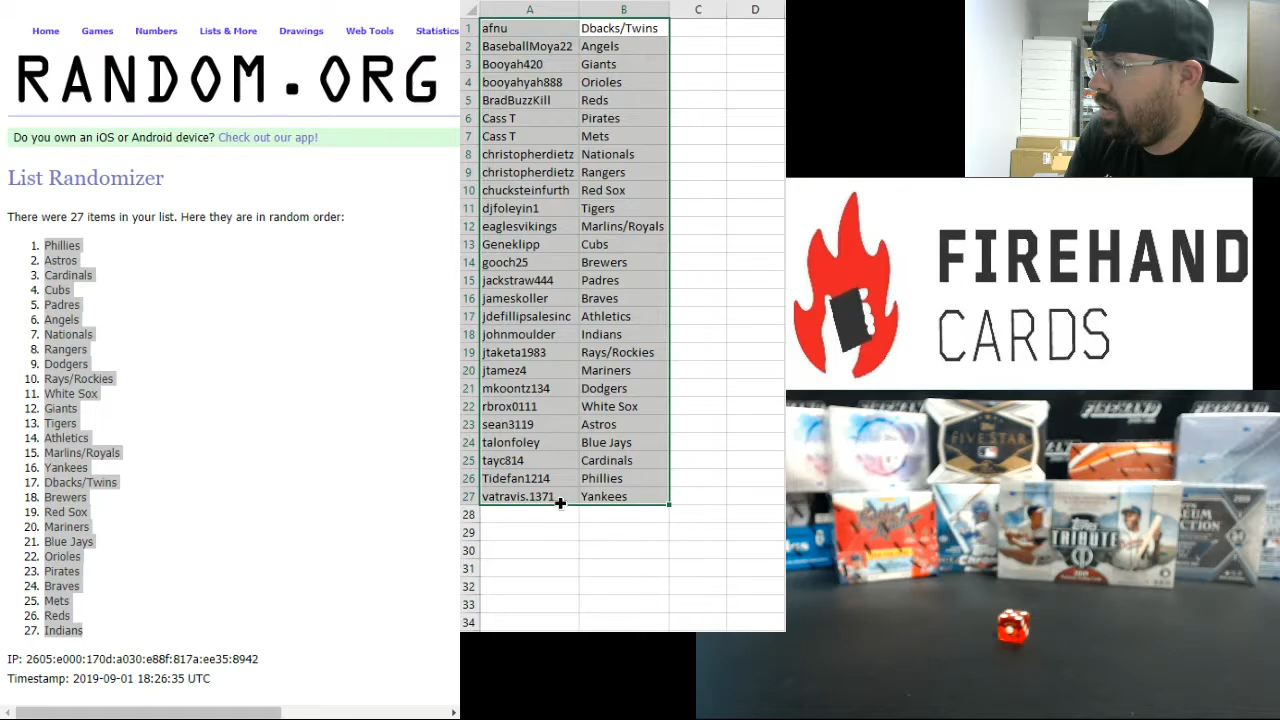 Home Games Numbers Lists & More Drawings Web Tools Statistics
RANDOM.ORG
Do you own an iOS or Android device? Check out our app!
List Randomizer
There were 27 items in your list. Here they are in random order:
1. Phillies
2. Astros
3. Cardinals
4. Cubs
5. Padres
6. Angels
7. Nationals
8. Rangers
9. Dodgers
10. Rays/Rockies
11. White Sox
12. Giants
13. Tigers
14. Athletics
15. Marlins/Royals
16. Yankees
17. Dbacks/Twins
18. Brewers
19. Red Sox
20. Mariners
21. Blue Jays
22. Orioles
23. Pirates
24. Braves
25. Mets
26. Reds
27. Indians
IP: 2605:e000:170d:a030:e88f:817a:ee35:8942
Timestamp: 2019-09-01 18:26:35 UTC
A B C D
1 afnu Dbacks/Twins
2 BaseballMoya22 Angels
3 Booyah420 Giants
4 booyahyah888 Orioles
5 BradBuzzKill Reds
6 Cass T Pirates
7 Cass T Mets
8 christopherdietz Nationals
9 christopherdietz Rangers
10 chucksteinfurth Red Sox
11 djfoleyin1 Tigers
12 eaglesvikings Marlins/Royals
13 Geneklipp Cubs
14 gooch25 Brewers
15 jackstraw444 Padres
16 jameskoller Braves
17 jdefillipsalesinc Athletics
18 johnmoulder Indians
19 jtaketa1983 Rays/Rockies
20 jtamez4 Mariners
21 mkoontz134 Dodgers
22 rbrox0111 White Sox
23 sean3119 Astros
24 talonfoley Blue Jays
25 tayc814 Cardinals
26 Tidefan1214 Phillies
27 vatravis.1371 Yankees
28
29
30
31
32
33
34
FIREHAND
CARDS
FIVE STAR
TOPPS
TRIBUTE
2019